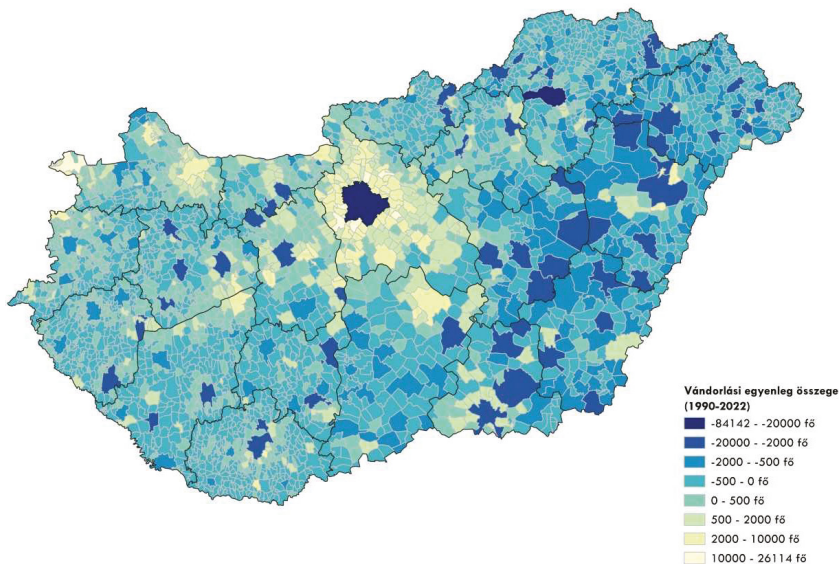 Vándorlási egyenleg összege
(1990-2022)
-84142 - -20000 fő
-20000 - -2000 fő
-2000 - -500 fő
-500 - 0 fő
0 - 500 fő
500 - 2000 fő
2000 - 10000 fő
10000 - 26114 fő